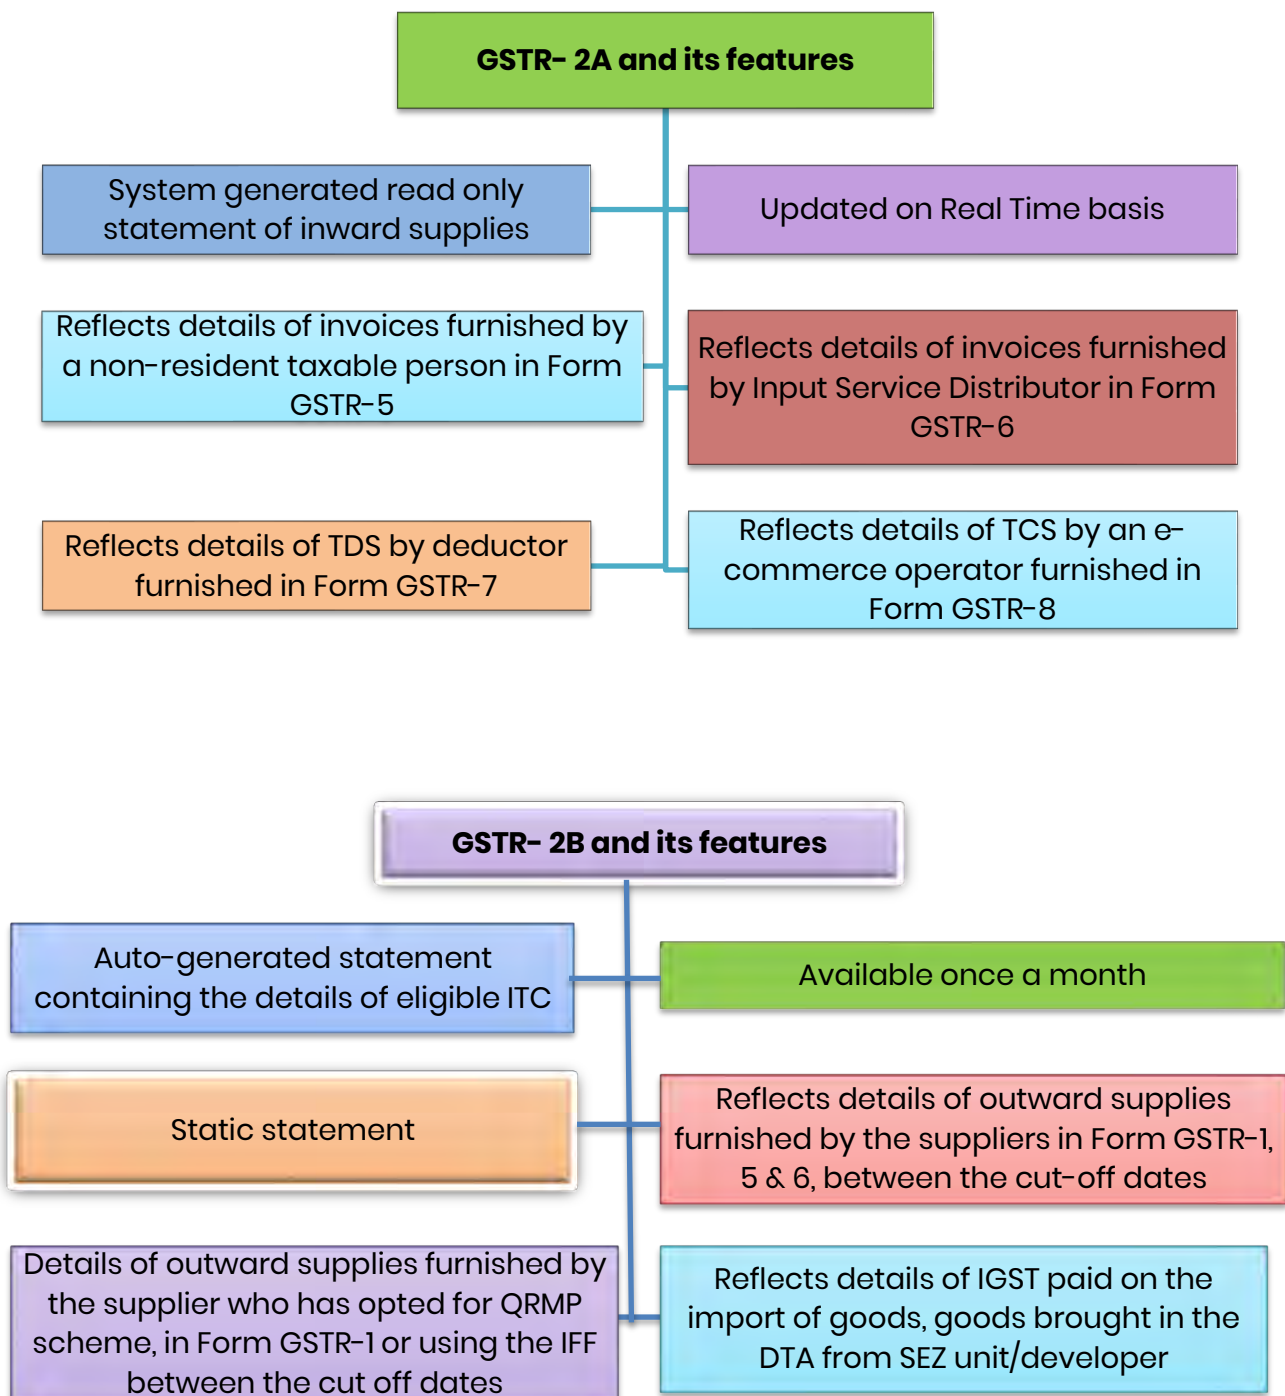 GSTR- 2A and its features
System generated read only
statement of inward supplies
Updated on Real Time basis
Reflects details of invoices furnished by
a non-resident taxable person in Form
GSTR-5
Reflects details of invoices furnished
by Input Service Distributor in Form
GSTR-6
Reflects details of TDS by deductor
furnished in Form GSTR-7
Reflects details of TCS by an e-
commerce operator furnished in
Form GSTR-8
GSTR- 2B and its features
Auto-generated statement
containing the details of eligible ITC
Available once a month
Static statement
Reflects details of outward supplies
furnished by the suppliers in Form GSTR-1,
5 & 6, between the cut-off dates
Details of outward supplies furnished by
the supplier who has opted for QRMP
scheme, in Form GSTR-1 or using the IFF
between the cut off dates
Reflects details of IGST paid on the
import of goods, goods brought in the
DTA from SEZ unit/developer